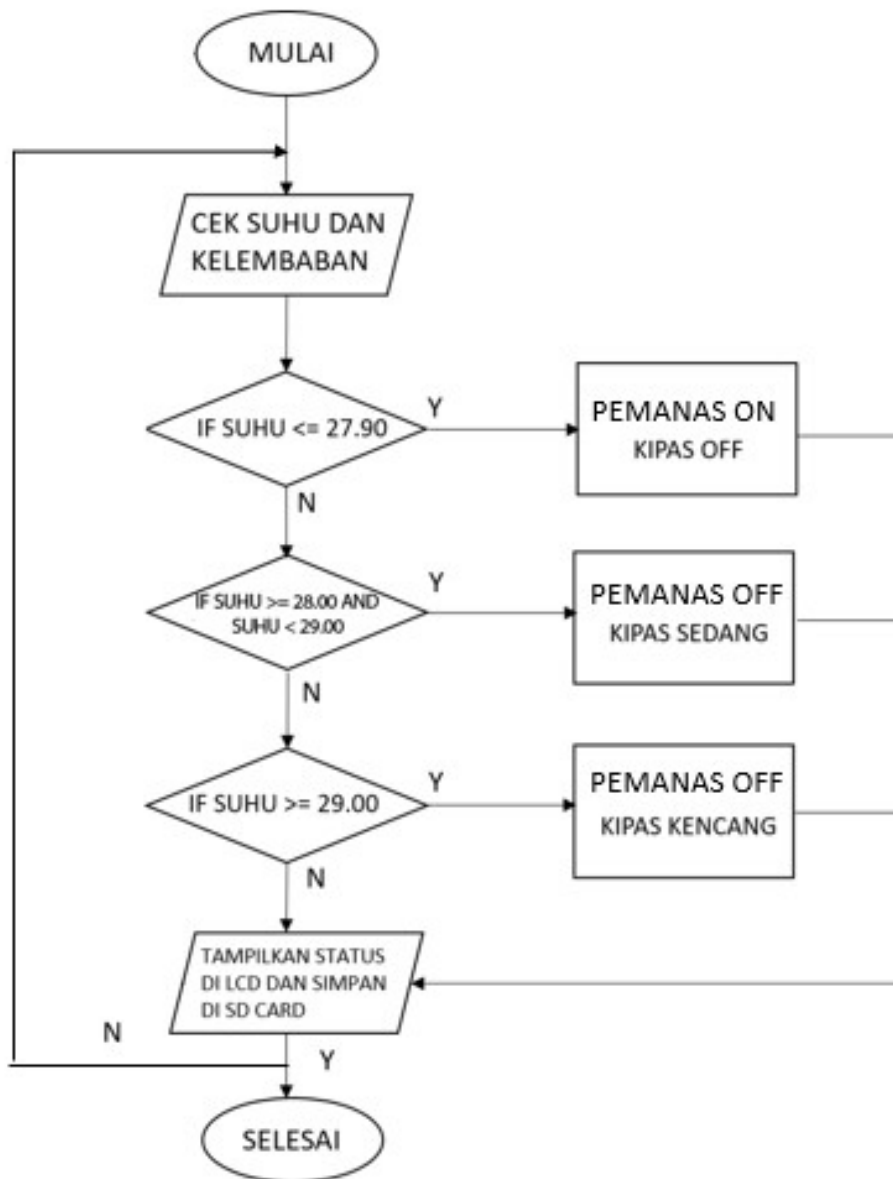 MULAI
CEK SUHU DAN
KELEMBABAN
IF SUHU <= 27.90
Y
PEMANAS ON
KIPAS OFF
N
IF SUHU >= 28.00 AND
SUHU < 29.00
Y
PEMANAS OFF
KIPAS SEDANG
N
IF SUHU >= 29.00
Y
PEMANAS OFF
KIPAS KENCANG
N
TAMPILKAN STATUS
DI LCD DAN SIMPAN
DI SD CARD
N
Y
SELESAI